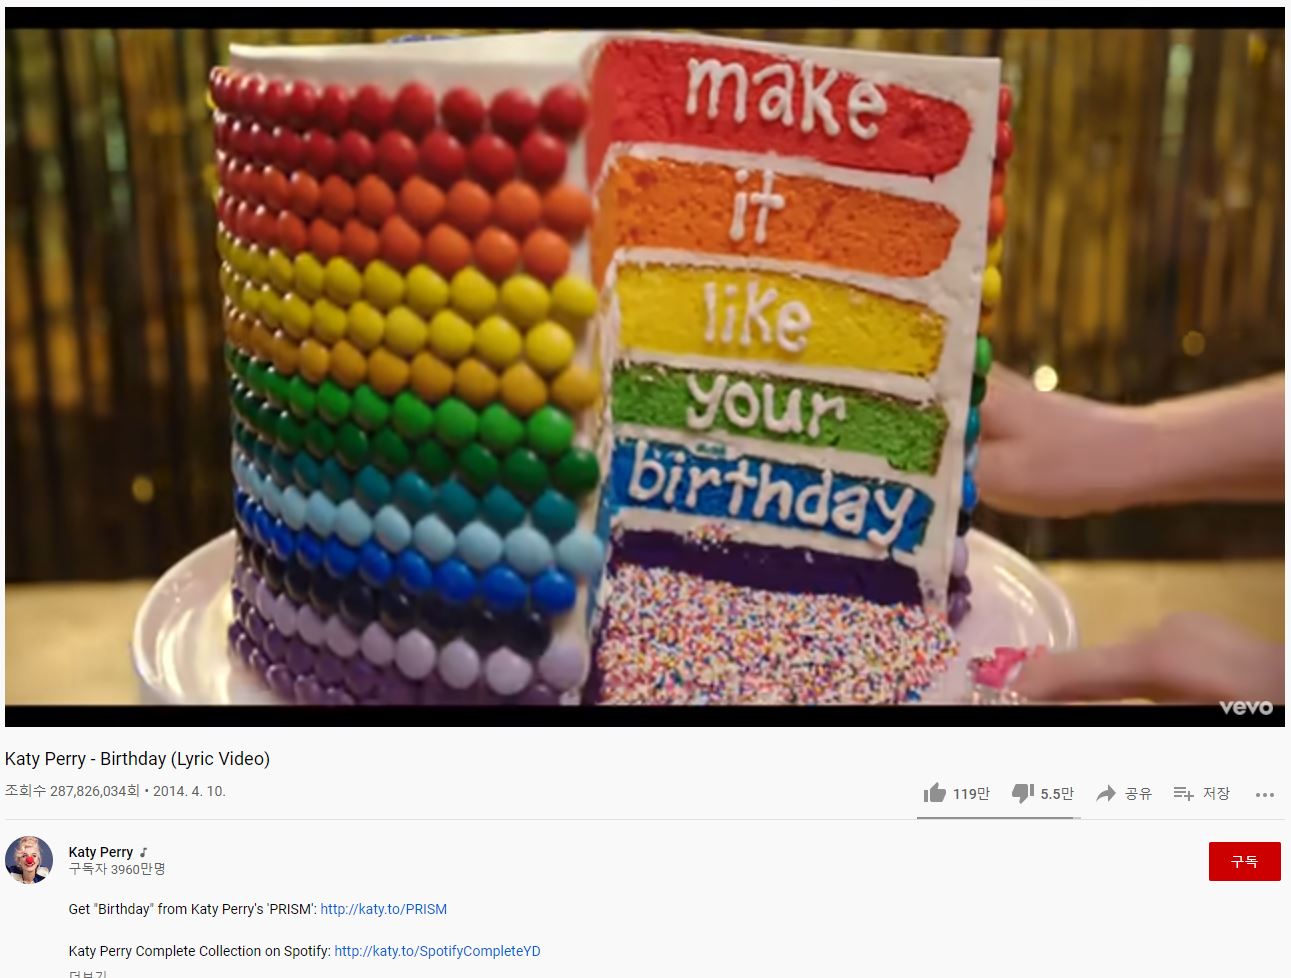 make
it
like
your
birthday
vevo
Katy Perry - Birthday (Lyric Video)
조회수 287,826,034회 • 2014. 4. 10.
119만 5.5만 공유 저장
Katy Perry
구독자 3960만명
구독
Get "Birthday" from Katy Perry's 'PRISM': http://katy.to/PRISM
Katy Perry Complete Collection on Spotify: http://katy.to/SpotifyCompleteYD
더보기